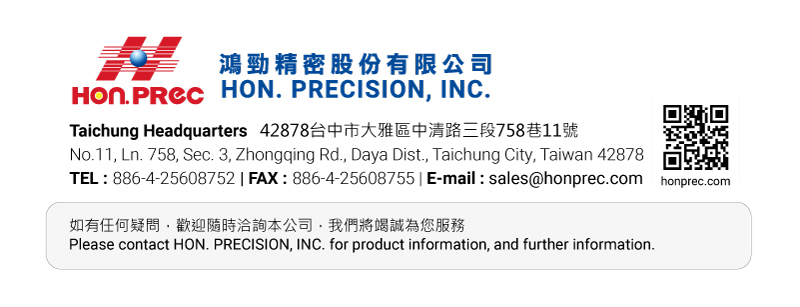 HON. PREC
鴻勁精密股份有限公司
HON. PRECISION, INC.
Taichung Headquarters 42878台中市大雅區中清路三段758巷11號
No.11, Ln. 758, Sec. 3, Zhongqing Rd., Daya Dist., Taichung City, Taiwan 42878
TEL : 886-4-25608752 | FAX : 886-4-25608755 | E-mail : sales@honprec.com
honprec.com
如有任何疑問，歡迎隨時洽詢本公司，我們將竭誠為您服務
Please contact HON. PRECISION, INC. for product information, and further information.